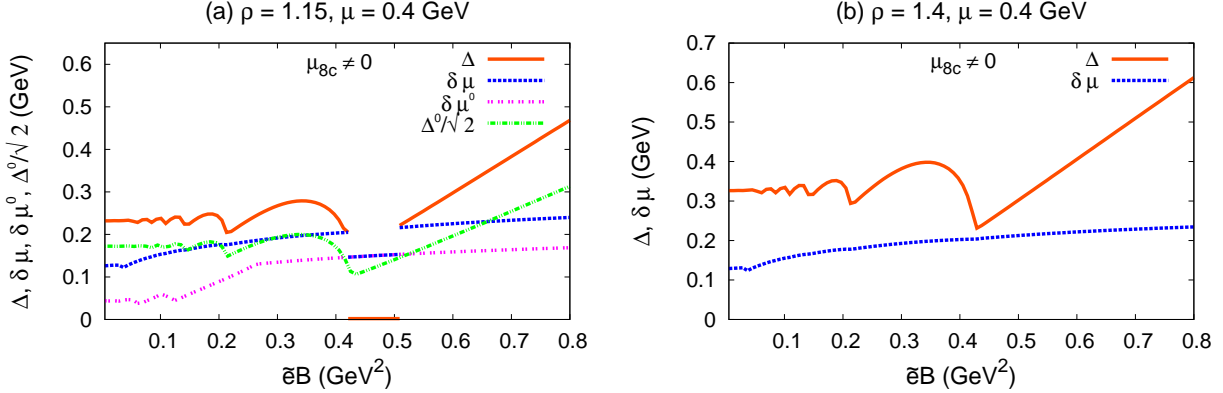 (a) ρ = 1.15, μ = 0.4 GeV
Δ, δ μ, δ μ⁰, Δ⁰/√2 (GeV)
0.6
0.5
0.4
0.3
0.2
0.1
0
μ8c ≠ 0
Δ
δ μ
δ μ⁰
Δ⁰/√2
0.1 0.2 0.3 0.4 0.5 0.6 0.7 0.8
ẽB (GeV²)
(b) ρ = 1.4, μ = 0.4 GeV
Δ, δ μ (GeV)
0.7
0.6
0.5
0.4
0.3
0.2
0.1
0
μ8c ≠ 0
Δ
δ μ
0.1 0.2 0.3 0.4 0.5 0.6 0.7 0.8
ẽB (GeV²)